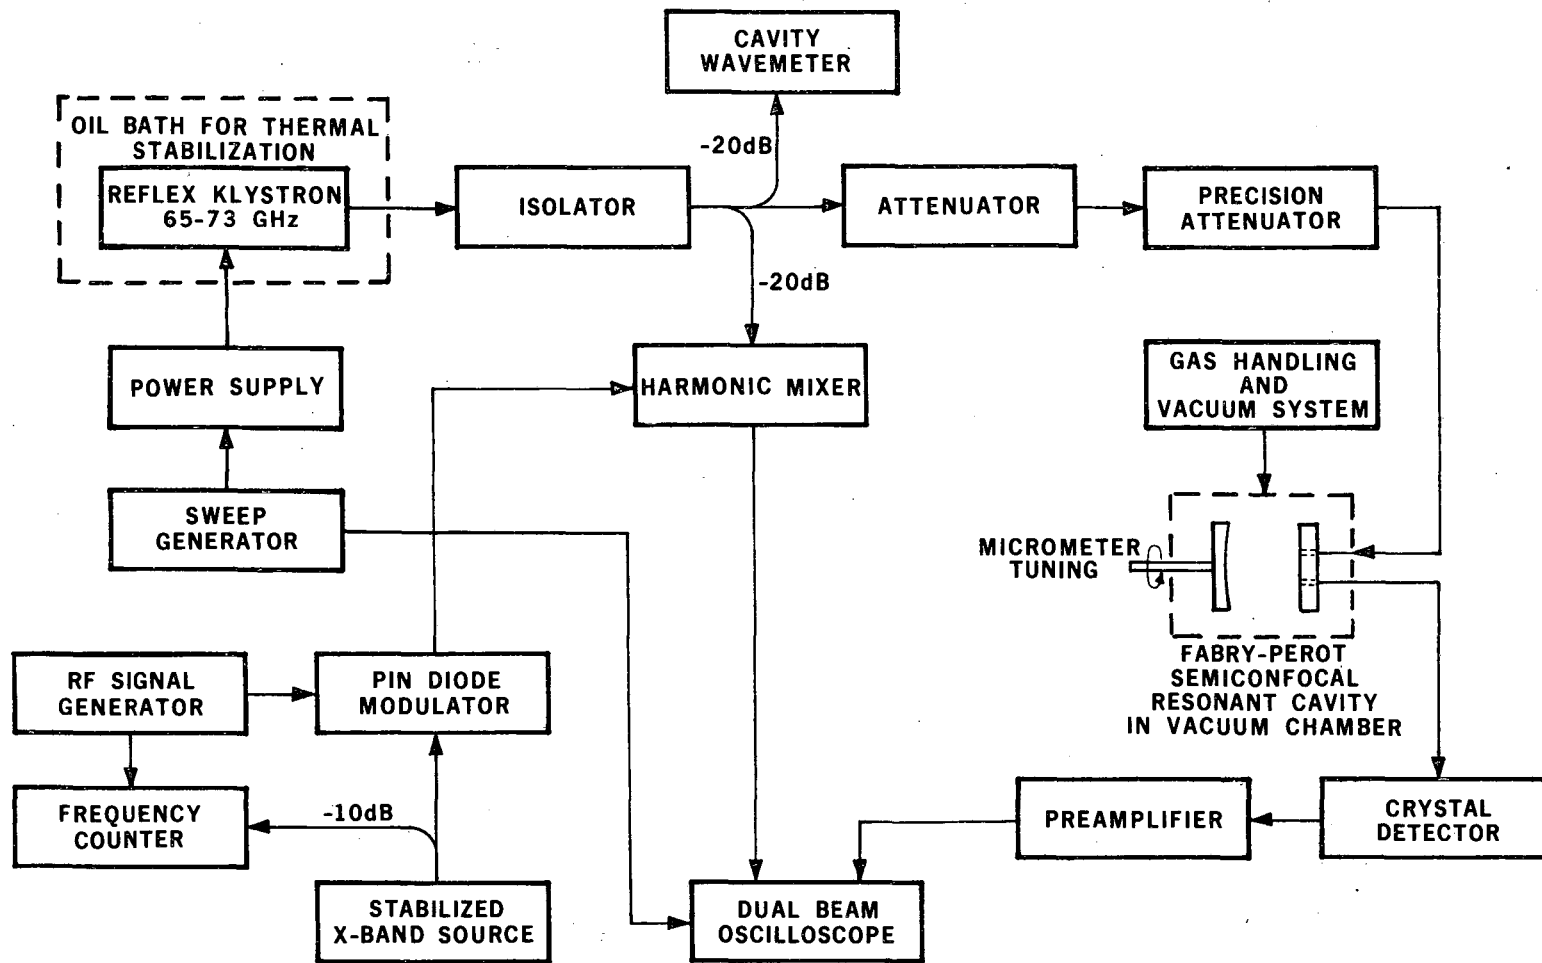 CAVITY
WAVEMETER
OIL BATH FOR THERMAL
STABILIZATION
REFLEX KLYSTRON
65-73 GHz
ISOLATOR
-20dB
ATTENUATOR
PRECISION
ATTENUATOR
-20dB
POWER SUPPLY
HARMONIC MIXER
GAS HANDLING
AND
VACUUM SYSTEM
SWEEP
GENERATOR
MICROMETER
TUNING
FABRY-PEROT
SEMICONFOCAL
RESONANT CAVITY
IN VACUUM CHAMBER
RF SIGNAL
GENERATOR
PIN DIODE
MODULATOR
FREQUENCY
COUNTER
-10dB
PREAMPLIFIER
CRYSTAL
DETECTOR
STABILIZED
X-BAND SOURCE
DUAL BEAM
OSCILLOSCOPE